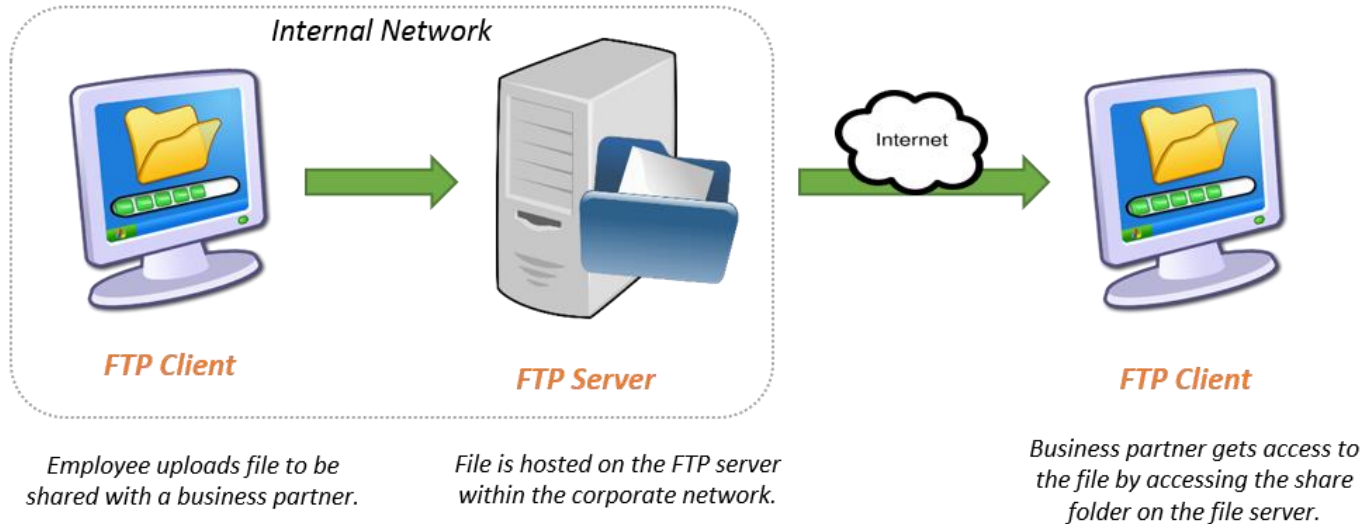 Internal Network
Internet
FTP Client
FTP Server
FTP Client
Employee uploads file to be
shared with a business partner.
File is hosted on the FTP server
within the corporate network.
Business partner gets access to
the file by accessing the share
folder on the file server.